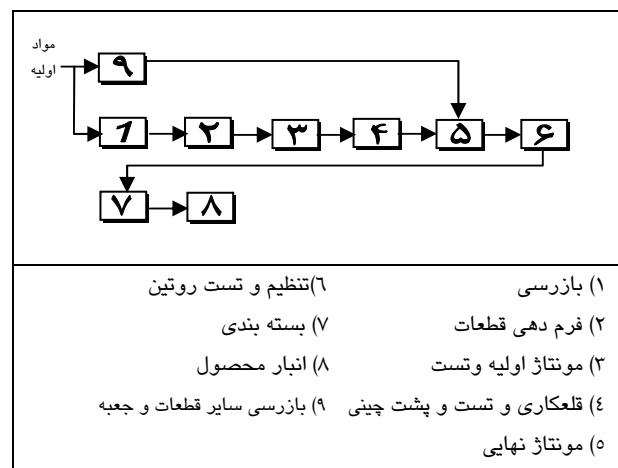 مواد
اولیه
۹
۱ ۲ ۳ ۴ ۵ ۶
۷ ۸
۱) بازرسی
۲) فرم دهی قطعات
۳) مونتاژ اولیه وتست
۴) قلعکاری و تست و پشت چینی
۵) مونتاژ نهایی
۶)تنظیم و تست روتین
۷) بسته بندی
۸) انبار محصول
۹) بازرسی سایر قطعات و جعبه